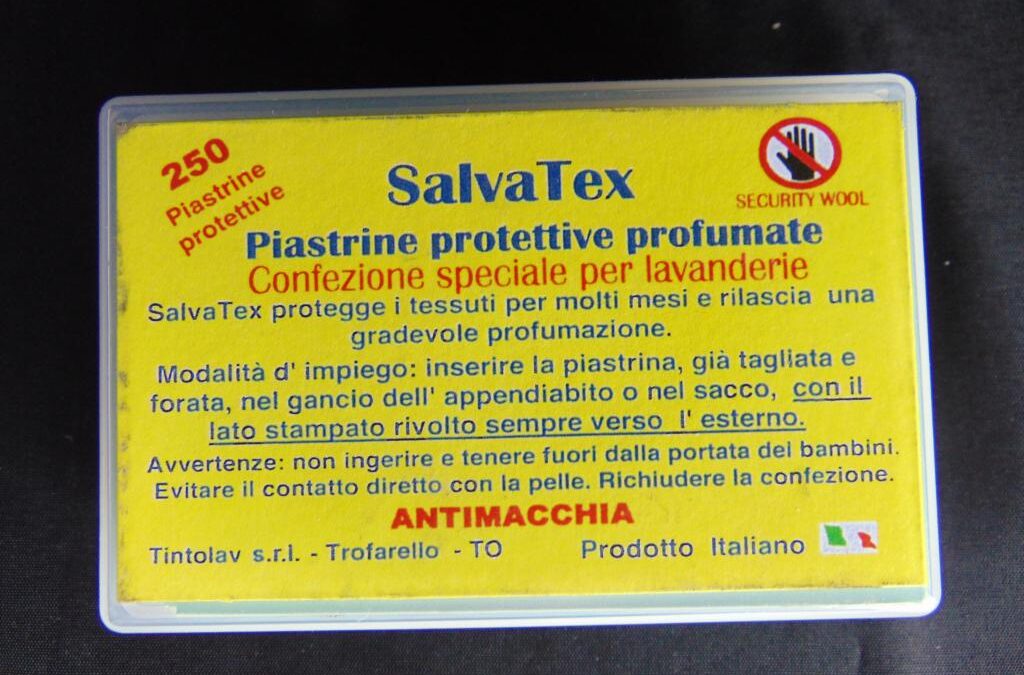 250
Piastrine
protettive
SalvaTex
SECURITY WOOL
Piastrine protettive profumate
Confezione speciale per lavanderie
SalvaTex protegge i tessuti per molti mesi e rilascia una
gradevole profumazione.
Modalità d' impiego: inserire la piastrina, già tagliata e
forata, nel gancio dell' appendiabito o nel sacco, con il
lato stampato rivolto sempre verso l' esterno.
Avvertenze: non ingerire e tenere fuori dalla portata dei bambini.
Evitare il contatto diretto con la pelle. Richiudere la confezione.
ANTIMACCHIA
Tintolav s.r.l. - Trofarello - TO Prodotto Italiano